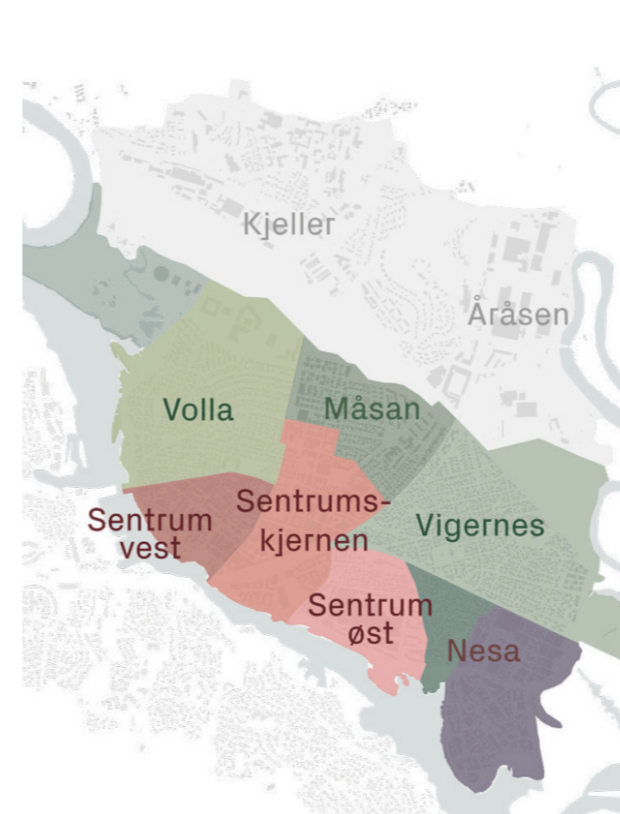 Kjeller
Åråsen
Volla
Måsan
Sentrum
vest
Sentrums-
kjernen
Vigernes
Sentrum
øst
Nesa